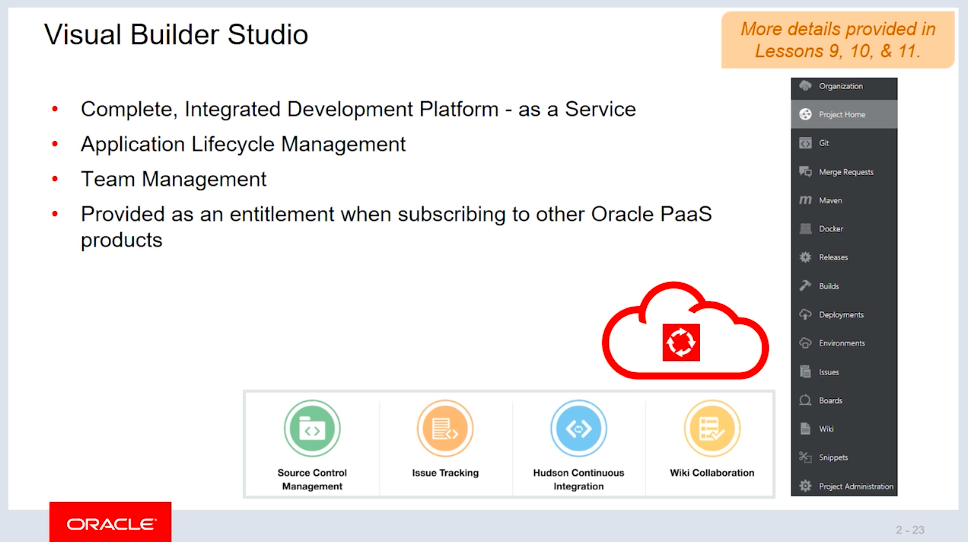 Visual Builder Studio
More details provided in
Lessons 9, 10, & 11.
• Complete, Integrated Development Platform - as a Service
• Application Lifecycle Management
• Team Management
• Provided as an entitlement when subscribing to other Oracle PaaS
products
Organization
Project Home
Git
Merge Requests
Maven
Docker
Releases
Builds
Deployments
Environments
Issues
Boards
Wiki
Snippets
Project Administration
Source Control
Management
Issue Tracking
Hudson Continuous
Integration
Wiki Collaboration
ORACLE
2 - 23